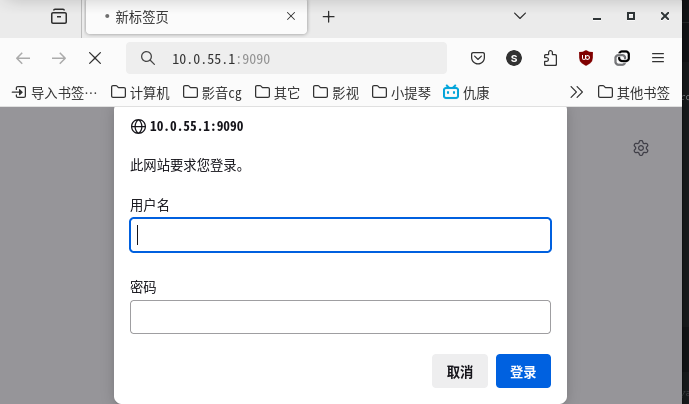 新标签页
10.0.55.1:9090
导入书签… 计算机 影音cg 其它 影视 小提琴 仇康 其他书签
10.0.55.1:9090
此网站要求您登录。
用户名
密码
取消 登录